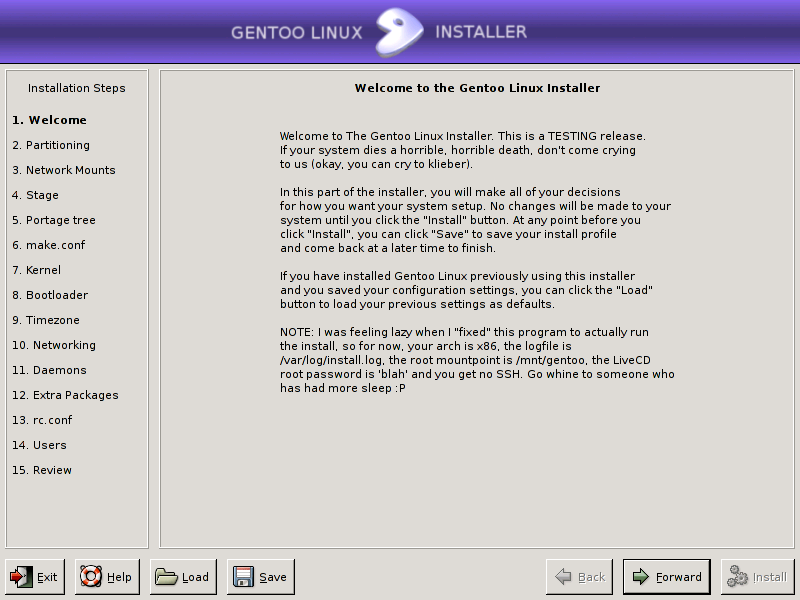 GENTOO LINUX INSTALLER
Installation Steps
1. Welcome
2. Partitioning
3. Network Mounts
4. Stage
5. Portage tree
6. make.conf
7. Kernel
8. Bootloader
9. Timezone
10. Networking
11. Daemons
12. Extra Packages
13. rc.conf
14. Users
15. Review
Welcome to the Gentoo Linux Installer
Welcome to The Gentoo Linux Installer. This is a TESTING release.
If your system dies a horrible, horrible death, don't come crying
to us (okay, you can cry to klieber).
In this part of the installer, you will make all of your decisions
for how you want your system setup. No changes will be made to your
system until you click the "Install" button. At any point before you
click "Install", you can click "Save" to save your install profile
and come back at a later time to finish.
If you have installed Gentoo Linux previously using this installer
and you saved your configuration settings, you can click the "Load"
button to load your previous settings as defaults.
NOTE: I was feeling lazy when I "fixed" this program to actually run
the install, so for now, your arch is x86, the logfile is
/var/log/install.log, the root mountpoint is /mnt/gentoo, the LiveCD
root password is 'blah' and you get no SSH. Go whine to someone who
has had more sleep :P
Exit
Help
Load
Save
Back
Forward
Install